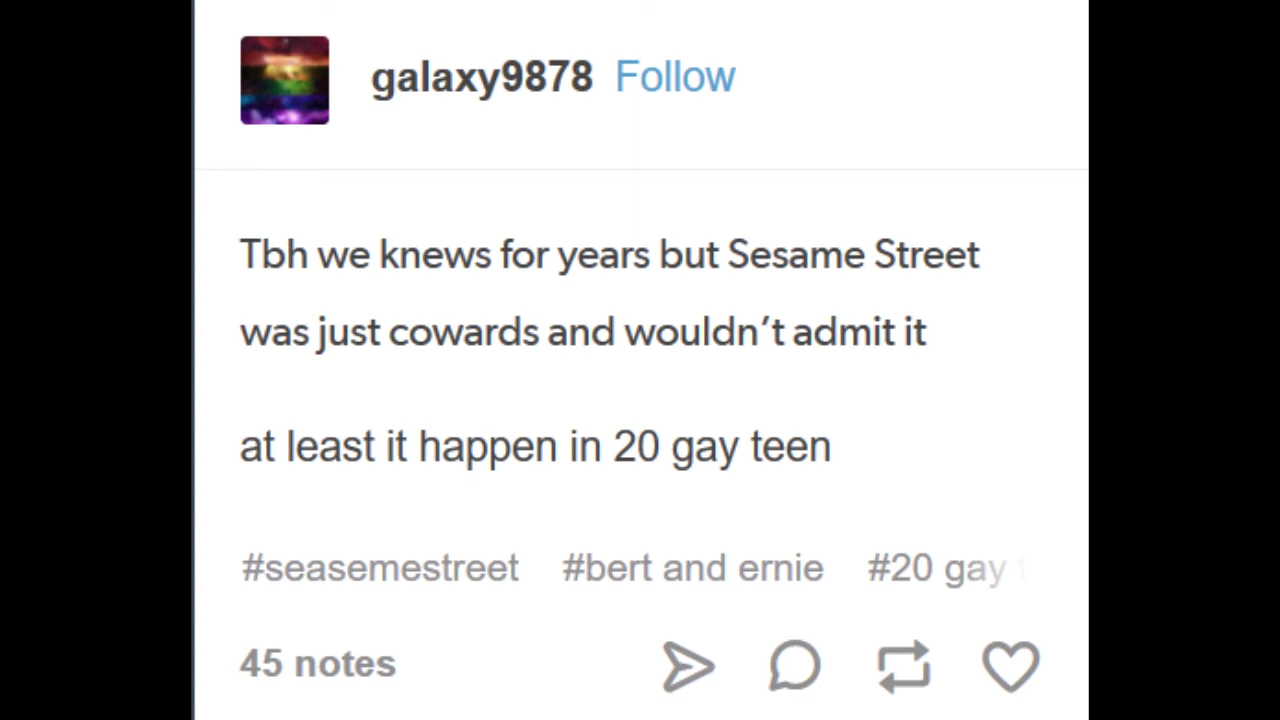 galaxy9878 Follow
Tbh we knews for years but Sesame Street
was just cowards and wouldn't admit it
at least it happen in 20 gay teen
#seasemestreet #bert and ernie #20 gay
45 notes